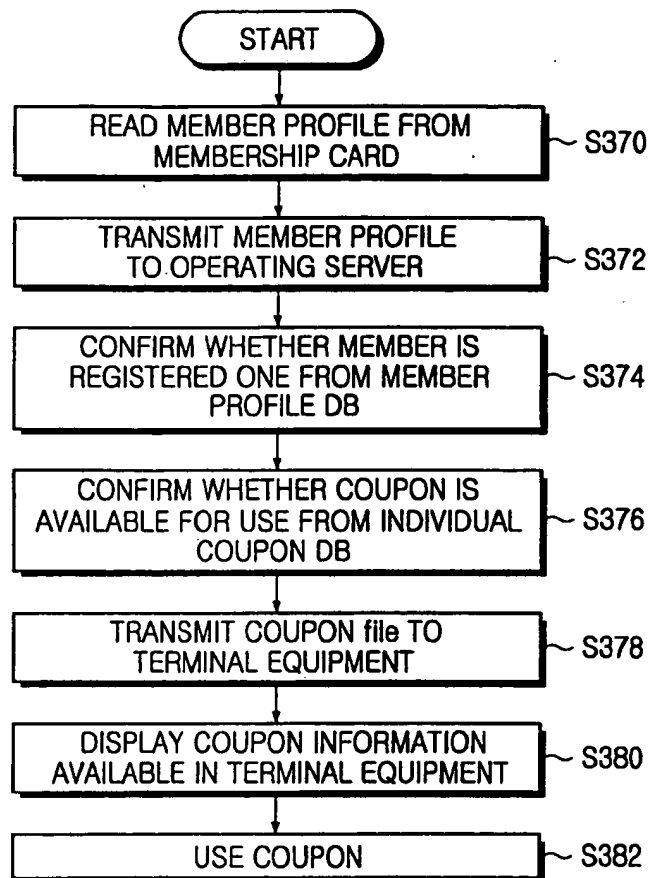 START
READ MEMBER PROFILE FROM
MEMBERSHIP CARD
S370
TRANSMIT MEMBER PROFILE
TO OPERATING SERVER
S372
CONFIRM WHETHER MEMBER IS
REGISTERED ONE FROM MEMBER
PROFILE DB
S374
CONFIRM WHETHER COUPON IS
AVAILABLE FOR USE FROM INDIVIDUAL
COUPON DB
S376
TRANSMIT COUPON file TO
TERMINAL EQUIPMENT
S378
DISPLAY COUPON INFORMATION
AVAILABLE IN TERMINAL EQUIPMENT
S380
USE COUPON
S382